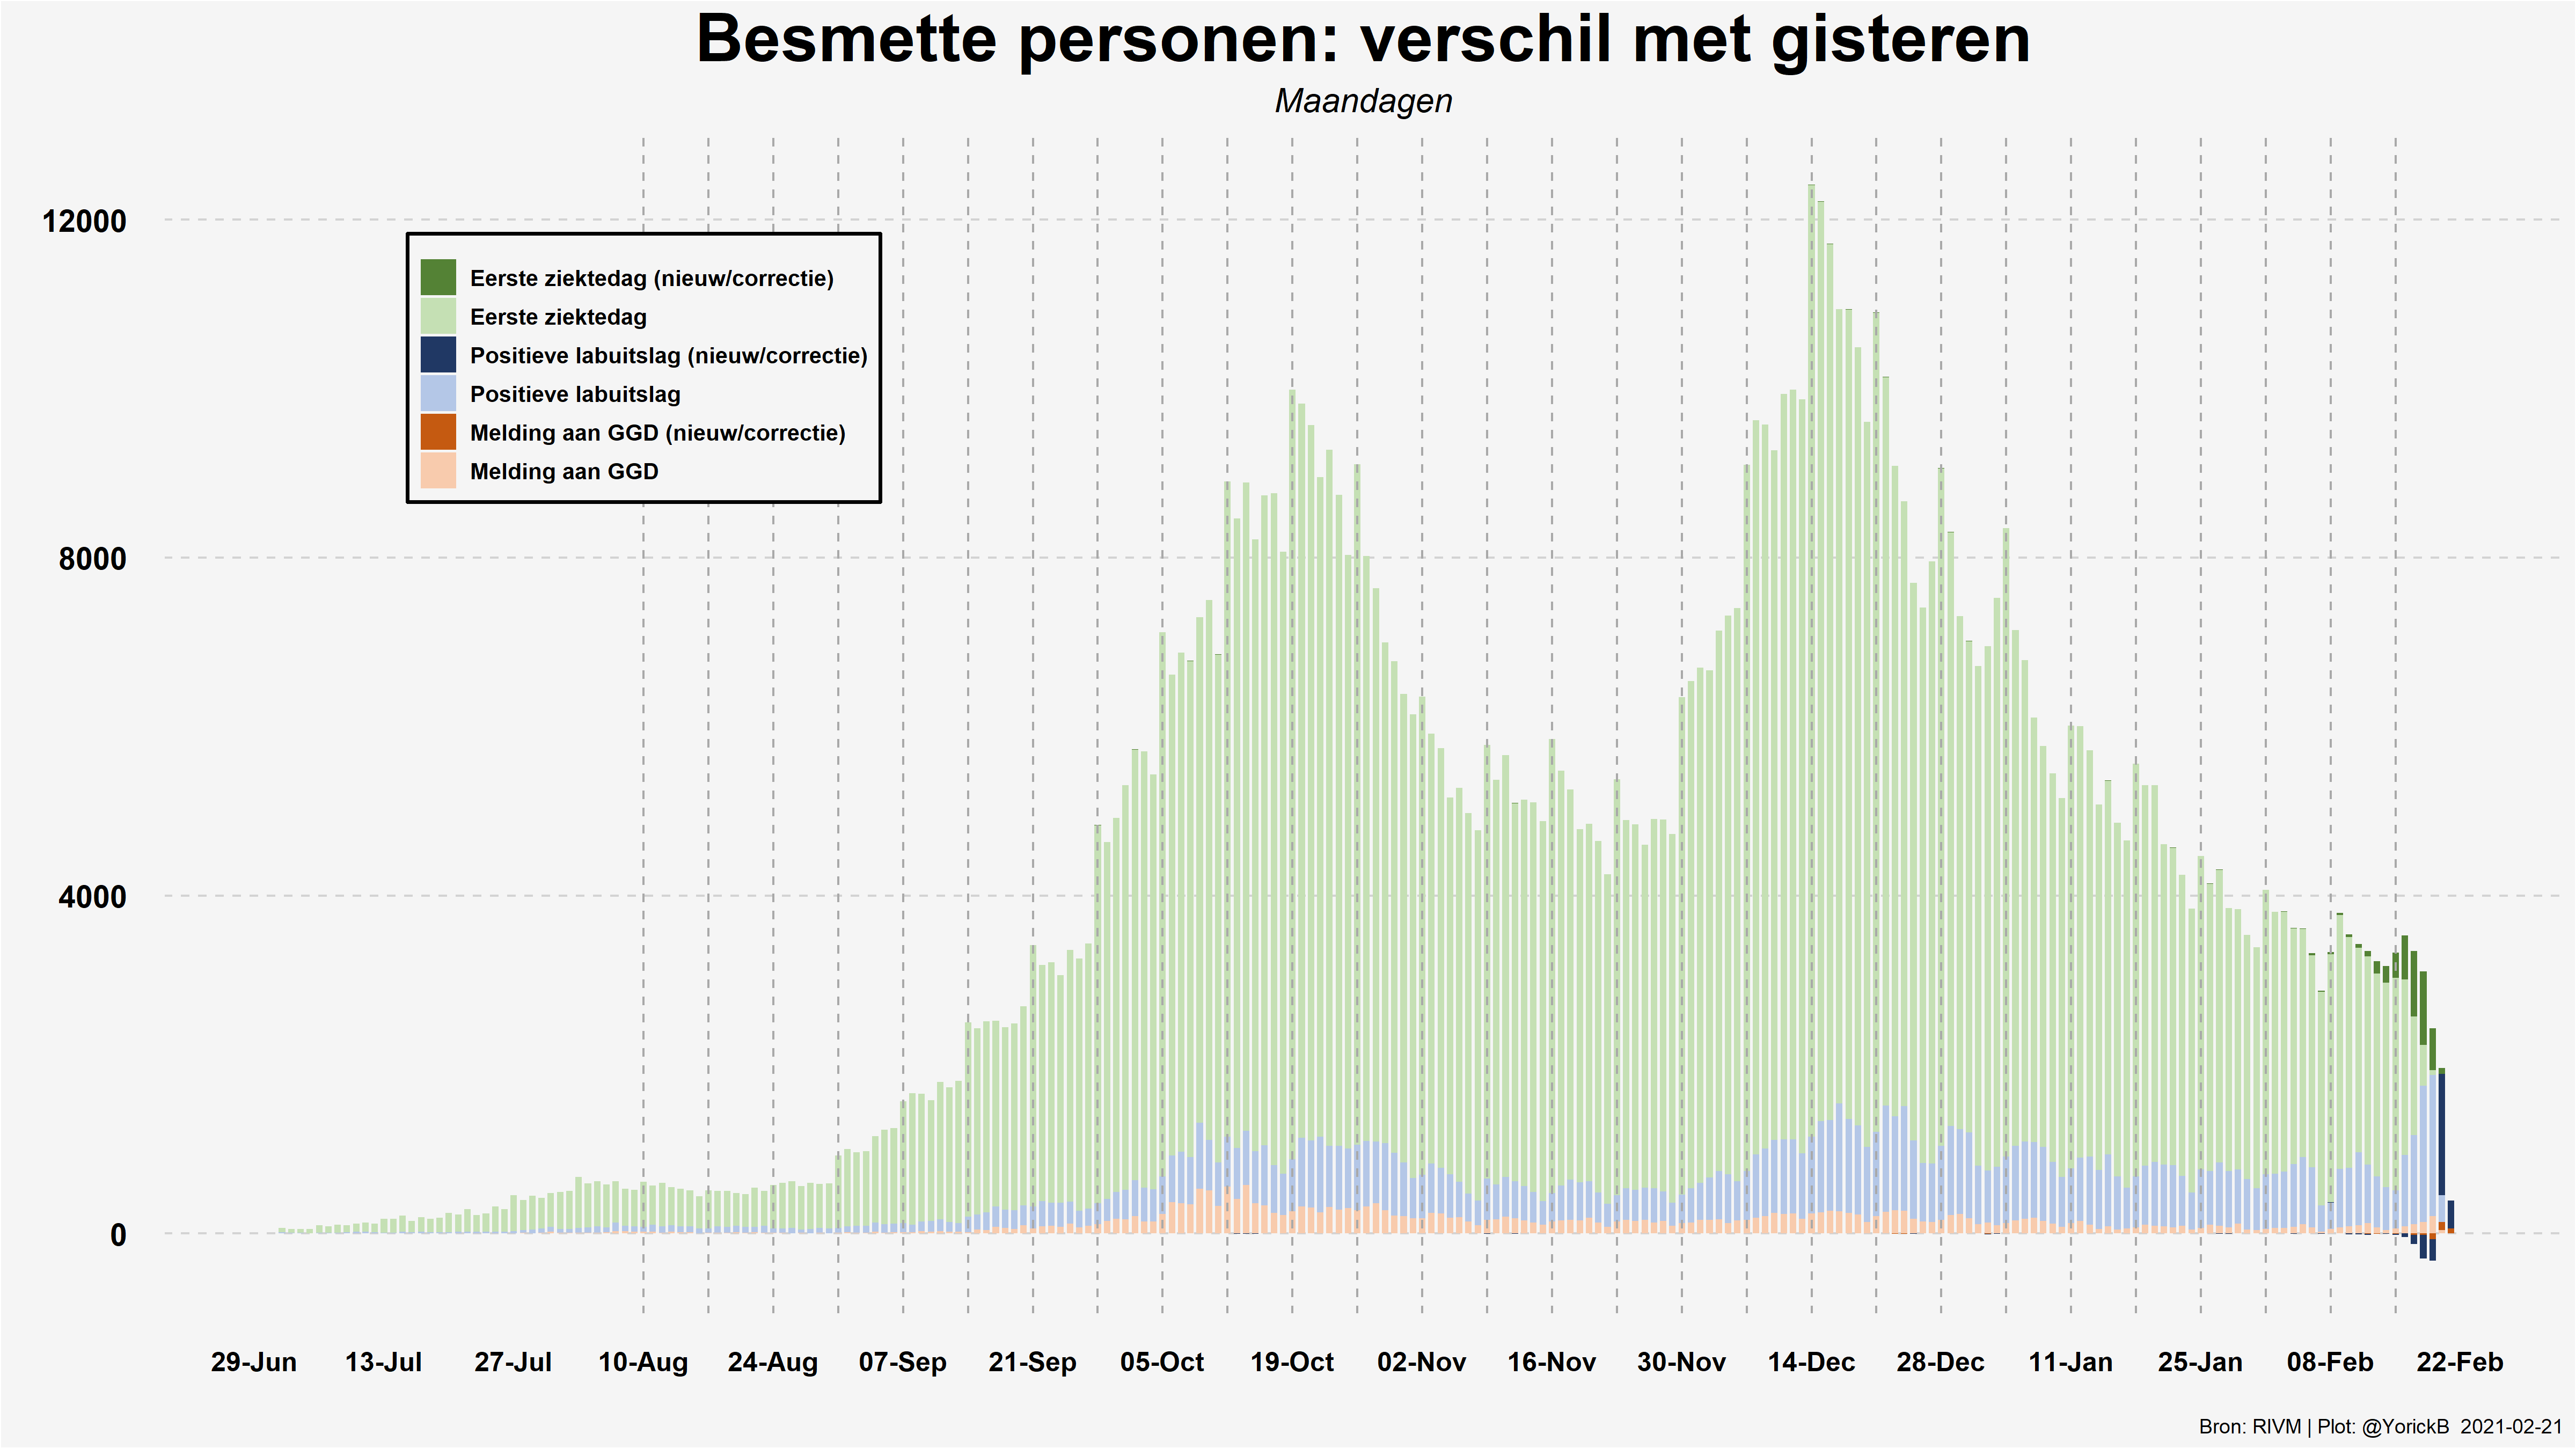 Besmette personen: verschil met gisteren
Maandagen
12000
8000
4000
0
Eerste ziektedag (nieuw/correctie)
Eerste ziektedag
Positieve labuitslag (nieuw/correctie)
Positieve labuitslag
Melding aan GGD (nieuw/correctie)
Melding aan GGD
29-Jun 13-Jul 27-Jul 10-Aug 24-Aug 07-Sep 21-Sep 05-Oct 19-Oct 02-Nov 16-Nov 30-Nov 14-Dec 28-Dec 11-Jan 25-Jan 08-Feb 22-Feb
Bron: RIVM | Plot: @YorickB  2021-02-21